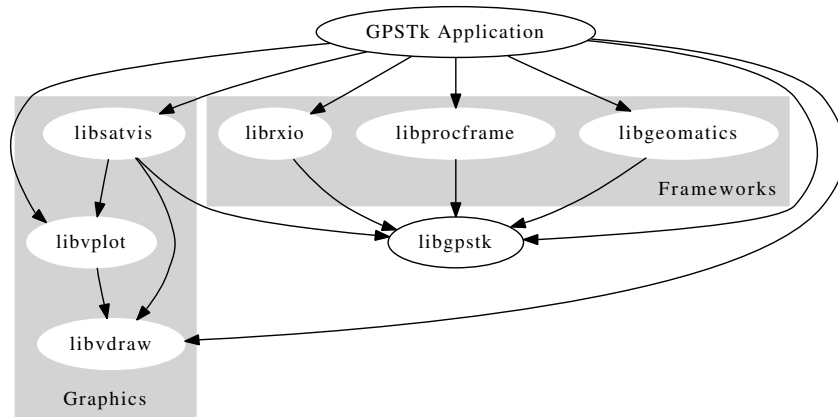 GPSTk Application
libsatvis
librxio
libprocframe
libgeomatics
Frameworks
libvplot
libgpstk
libvdraw
Graphics